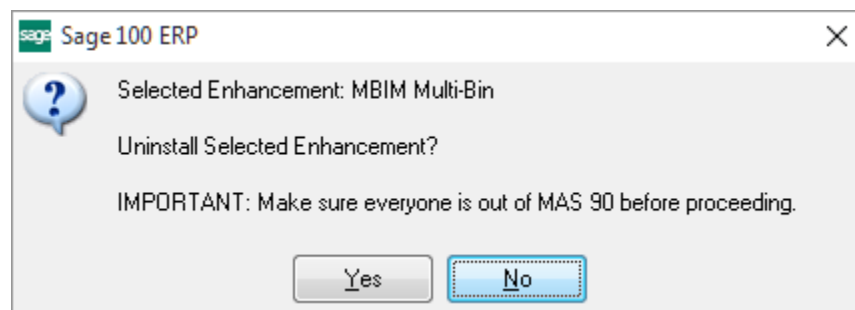 sage Sage 100 ERP
Selected Enhancement: MBIM Multi-Bin
Uninstall Selected Enhancement?
IMPORTANT: Make sure everyone is out of MAS 90 before proceeding.
Yes No